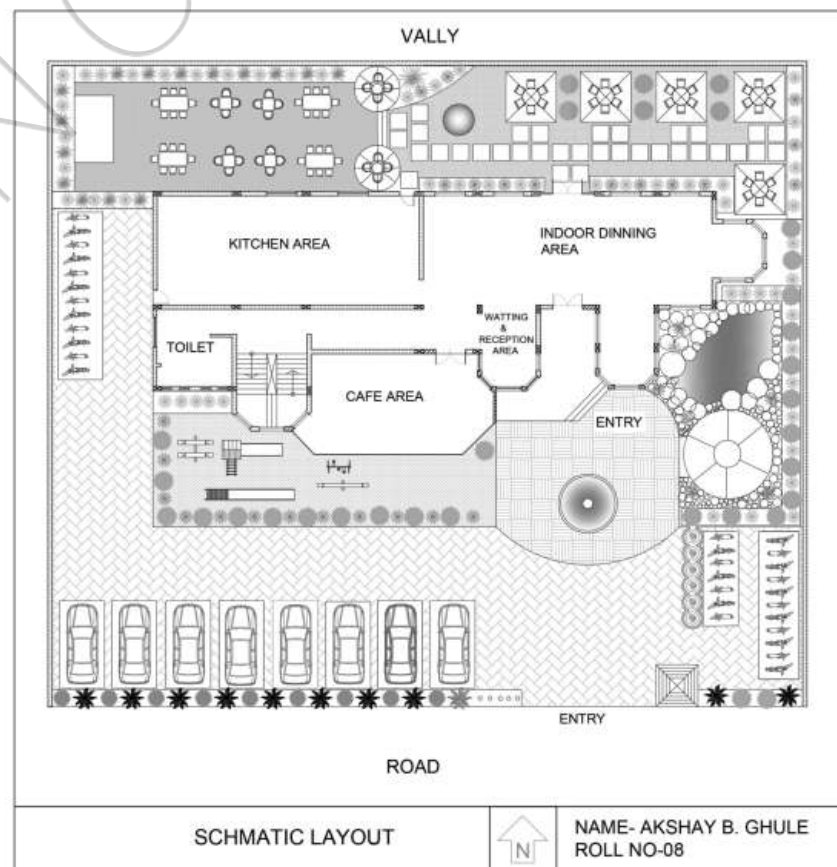 VALLY
KITCHEN AREA
INDOOR DINNING
AREA
WATTING
&
RECEPTION
AREA
TOILET
CAFE AREA
ENTRY
ENTRY
ROAD
SCHMATIC LAYOUT
N
NAME- AKSHAY B. GHULE
ROLL NO-08